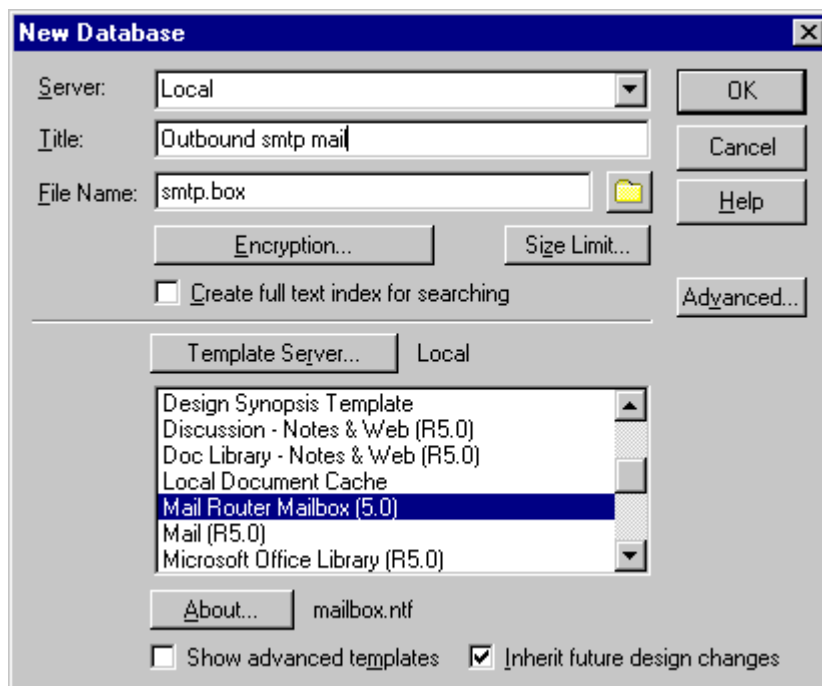 New Database
Server: Local OK
Title: Outbound smtp mail Cancel
File Name: smtp.box Help
Encryption... Size Limit...
Create full text index for searching Advanced...
Template Server... Local
Design Synopsis Template
Discussion - Notes & Web (R5.0)
Doc Library - Notes & Web (R5.0)
Local Document Cache
Mail Router Mailbox (5.0)
Mail (R5.0)
Microsoft Office Library (R5.0)
About... mailbox.ntf
Show advanced templates Inherit future design changes